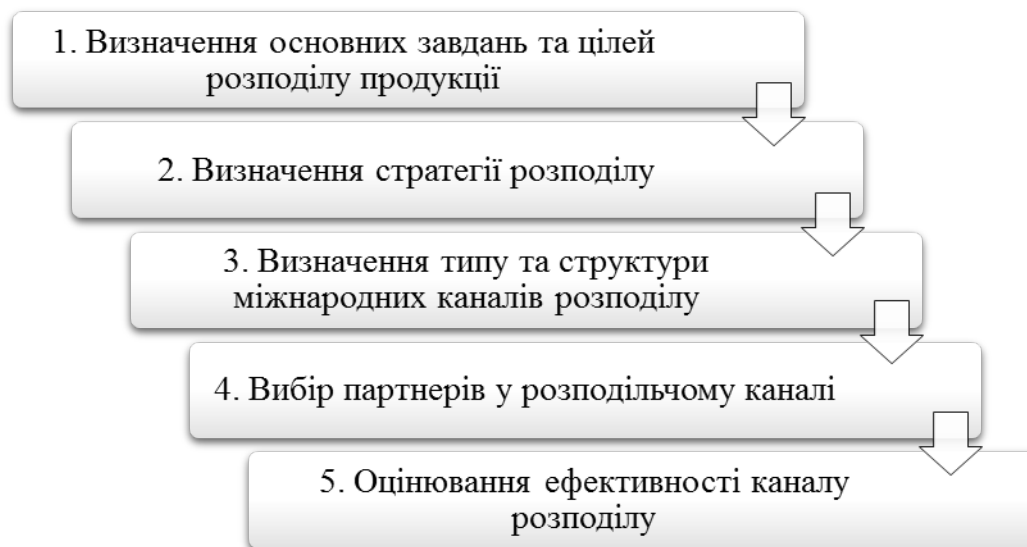 1. Визначення основних завдань та цілей
розподілу продукції
2. Визначення стратегії розподілу
3. Визначення типу та структури
міжнародних каналів розподілу
4. Вибір партнерів у розподільчому каналі
5. Оцінювання ефективності каналу
розподілу